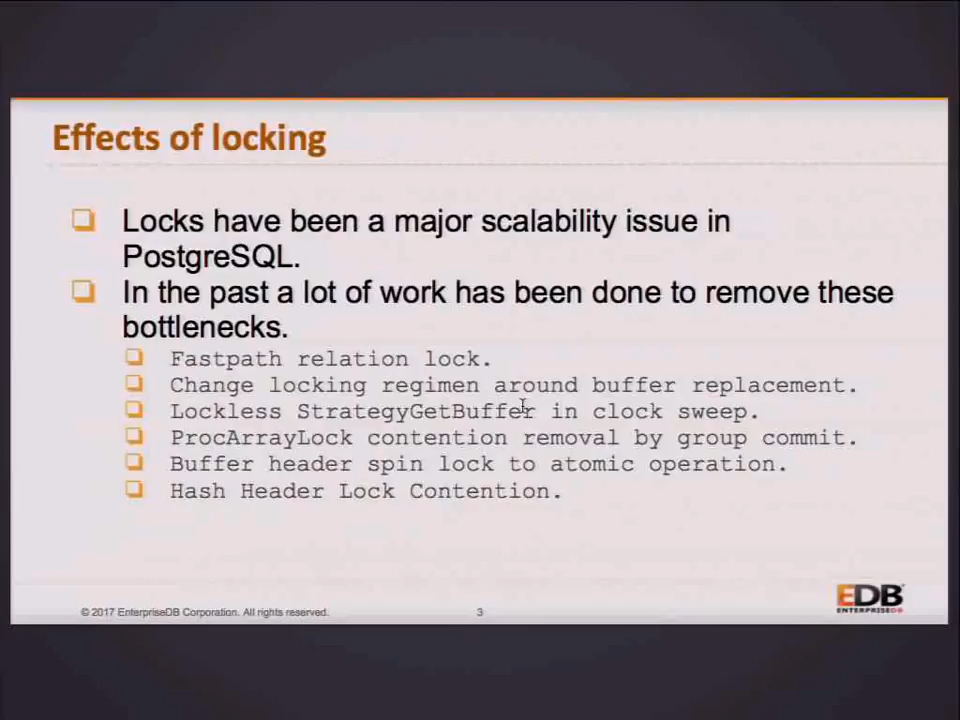 Effects of locking
Locks have been a major scalability issue in
PostgreSQL.
In the past a lot of work has been done to remove these
bottlenecks.
Fastpath relation lock.
Change locking regimen around buffer replacement.
Lockless StrategyGetBuffer in clock sweep.
ProcArrayLock contention removal by group commit.
Buffer header spin lock to atomic operation.
Hash Header Lock Contention.
© 2017 EnterpriseDB Corporation. All rights reserved.
3
EDB
ENTERPRISEDB